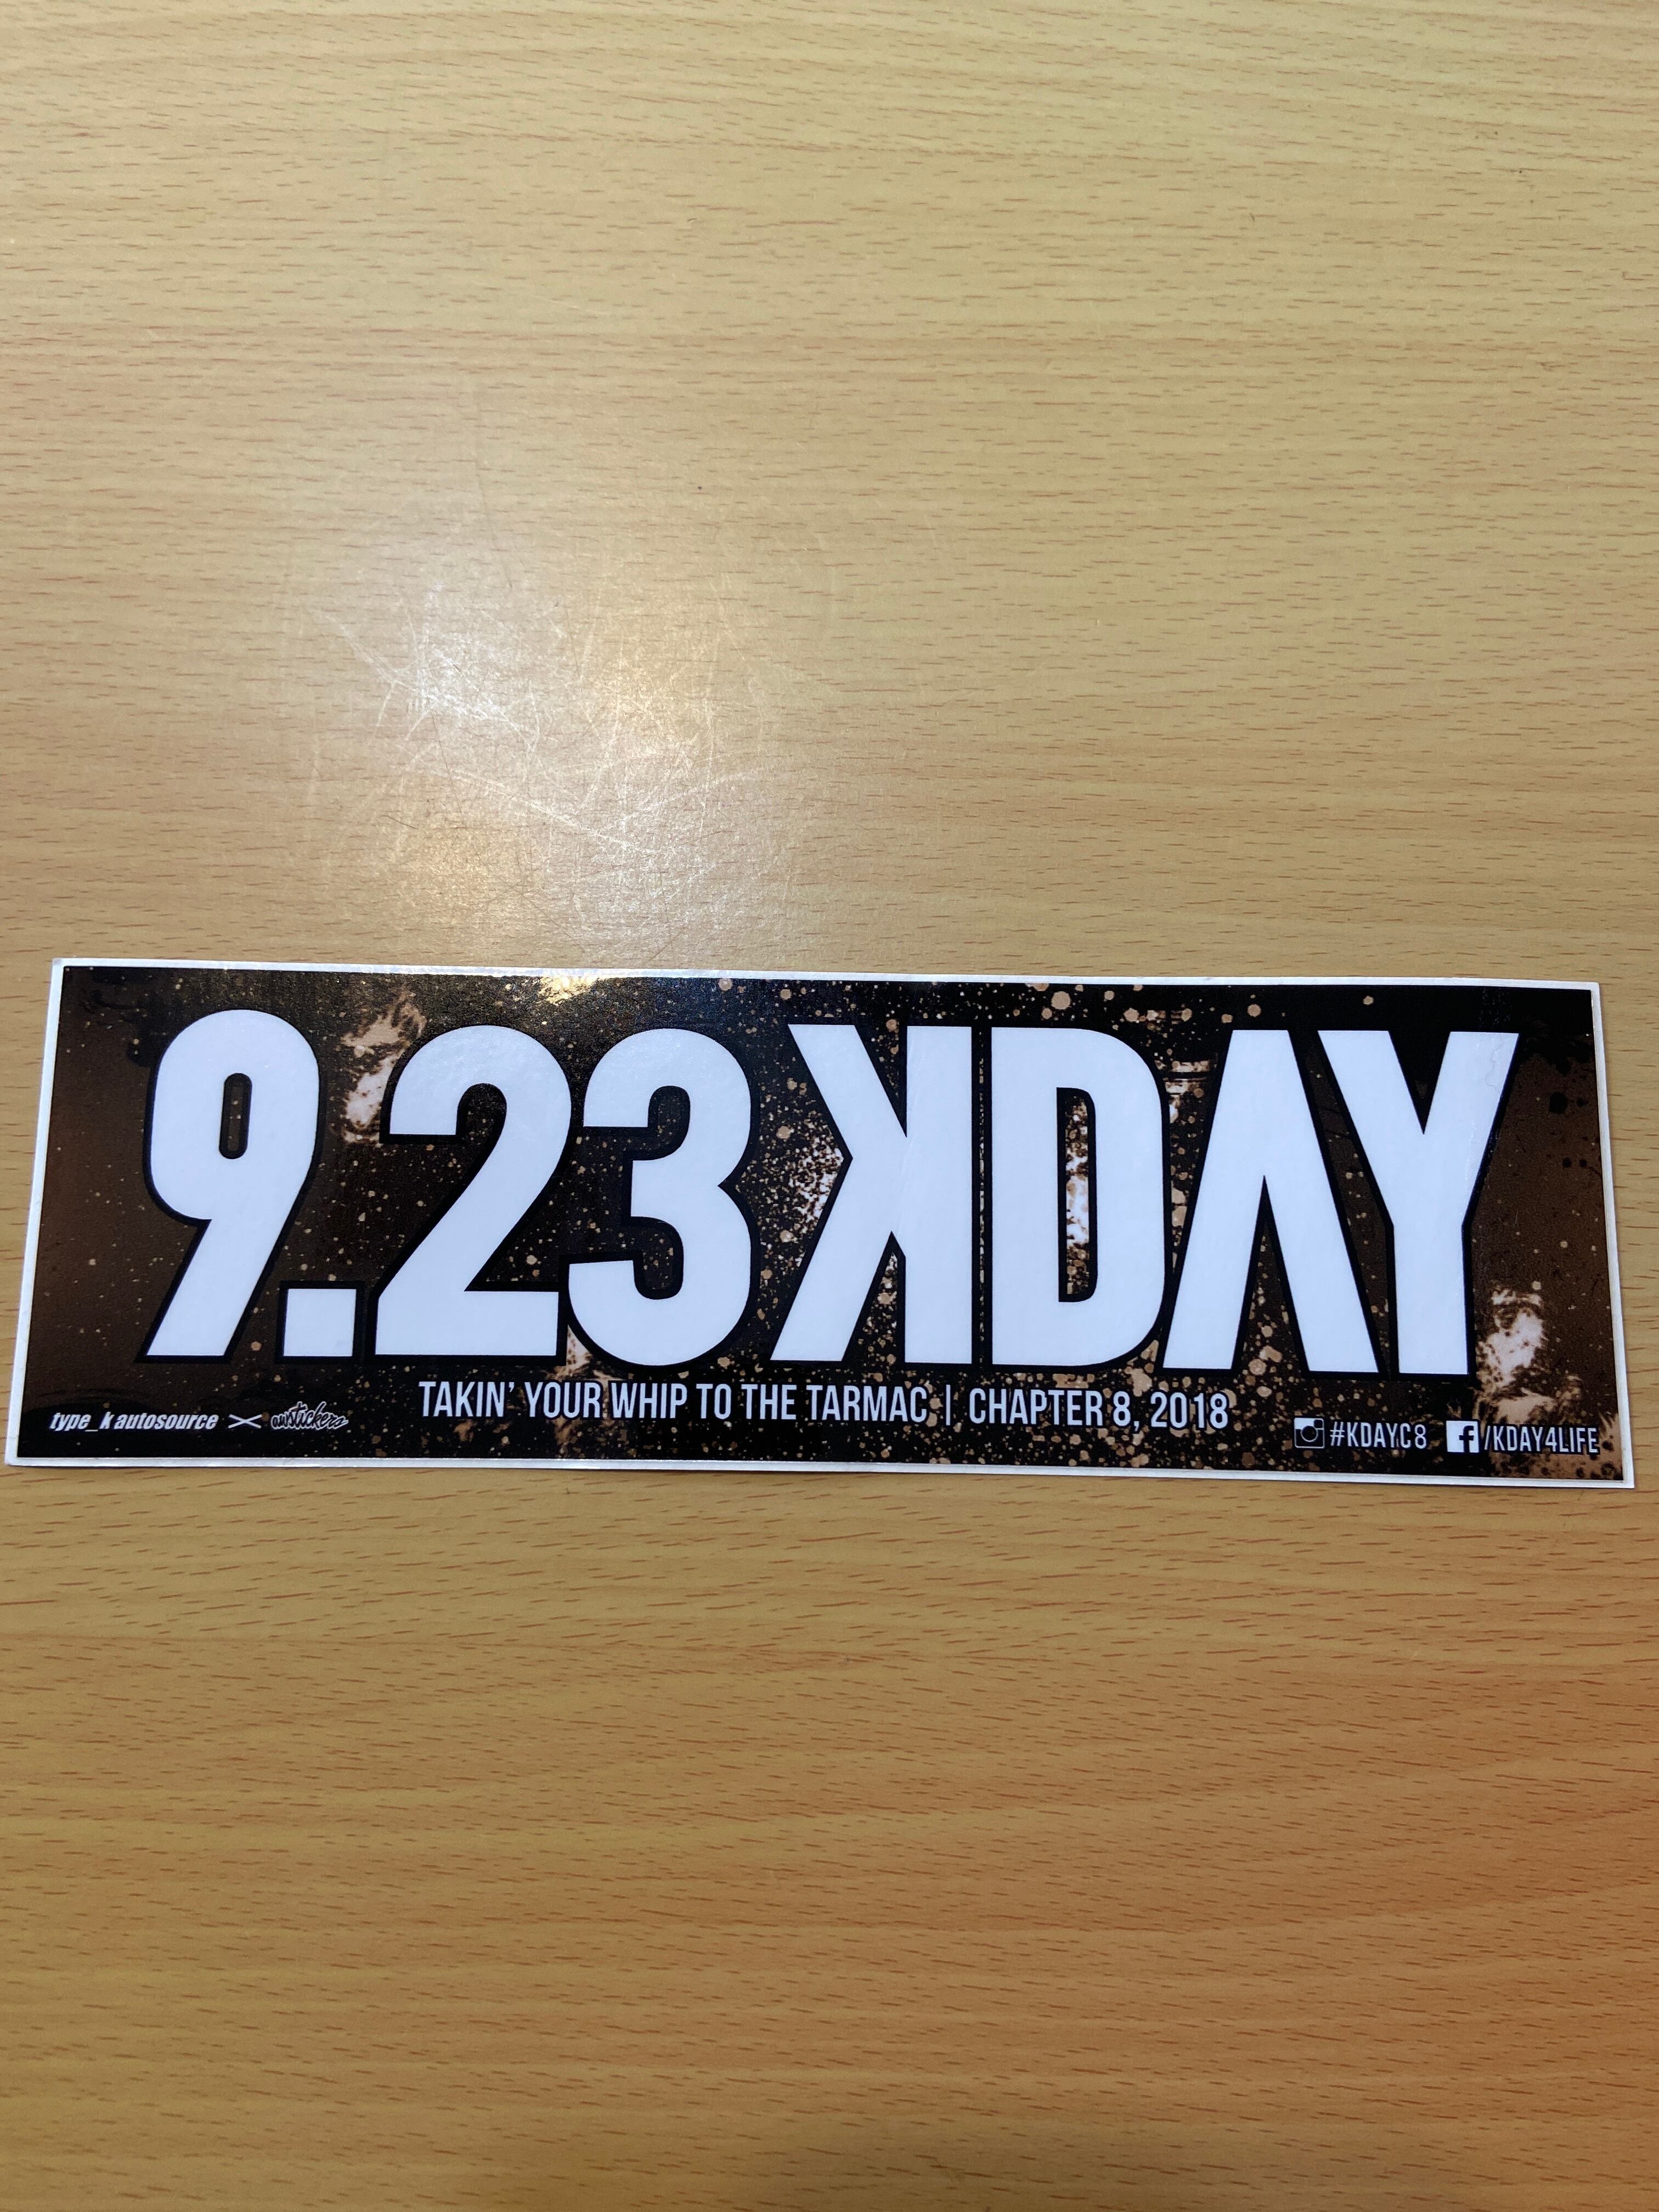 9.23KDAY
TAKIN' YOUR WHIP TO THE TARMAC | CHAPTER 8, 2018
type_k autosource X
#KDAYC8 /KDAY4LIFE